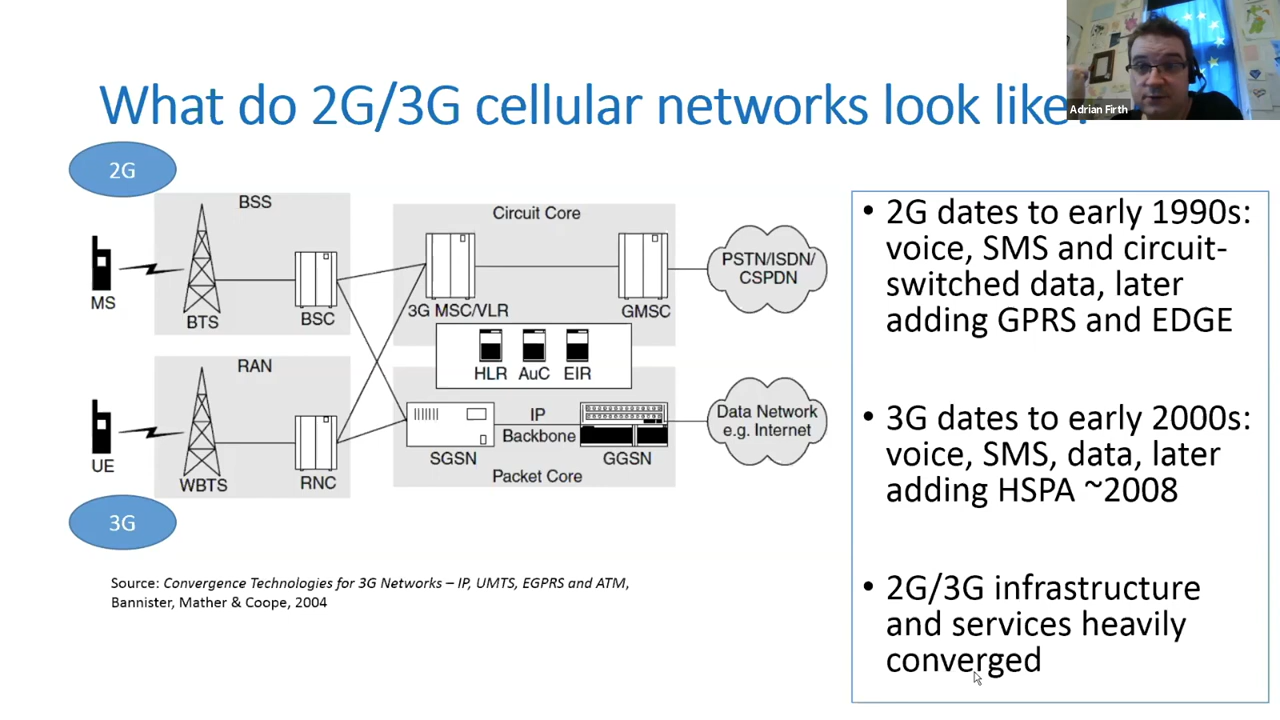 What do 2G/3G cellular networks look like?
Adrian Firth
2G
BSS
MS
BTS
BSC
Circuit Core
3G MSC/VLR
GMSC
PSTN/ISDN/
CSPDN
HLR AuC EIR
RAN
UE
WBTS
RNC
IP
Backbone
SGSN
GGSN
Packet Core
Data Network
e.g. Internet
3G
Source: Convergence Technologies for 3G Networks – IP, UMTS, EGPRS and ATM,
Bannister, Mather & Coope, 2004
• 2G dates to early 1990s:
voice, SMS and circuit-
switched data, later
adding GPRS and EDGE
• 3G dates to early 2000s:
voice, SMS, data, later
adding HSPA ~2008
• 2G/3G infrastructure
and services heavily
converged